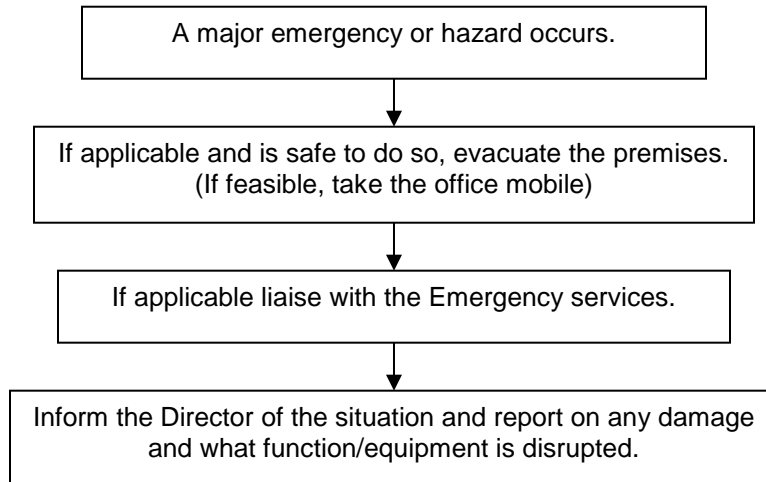 A major emergency or hazard occurs.
If applicable and is safe to do so, evacuate the premises.
(If feasible, take the office mobile)
If applicable liaise with the Emergency services.
Inform the Director of the situation and report on any damage
and what function/equipment is disrupted.